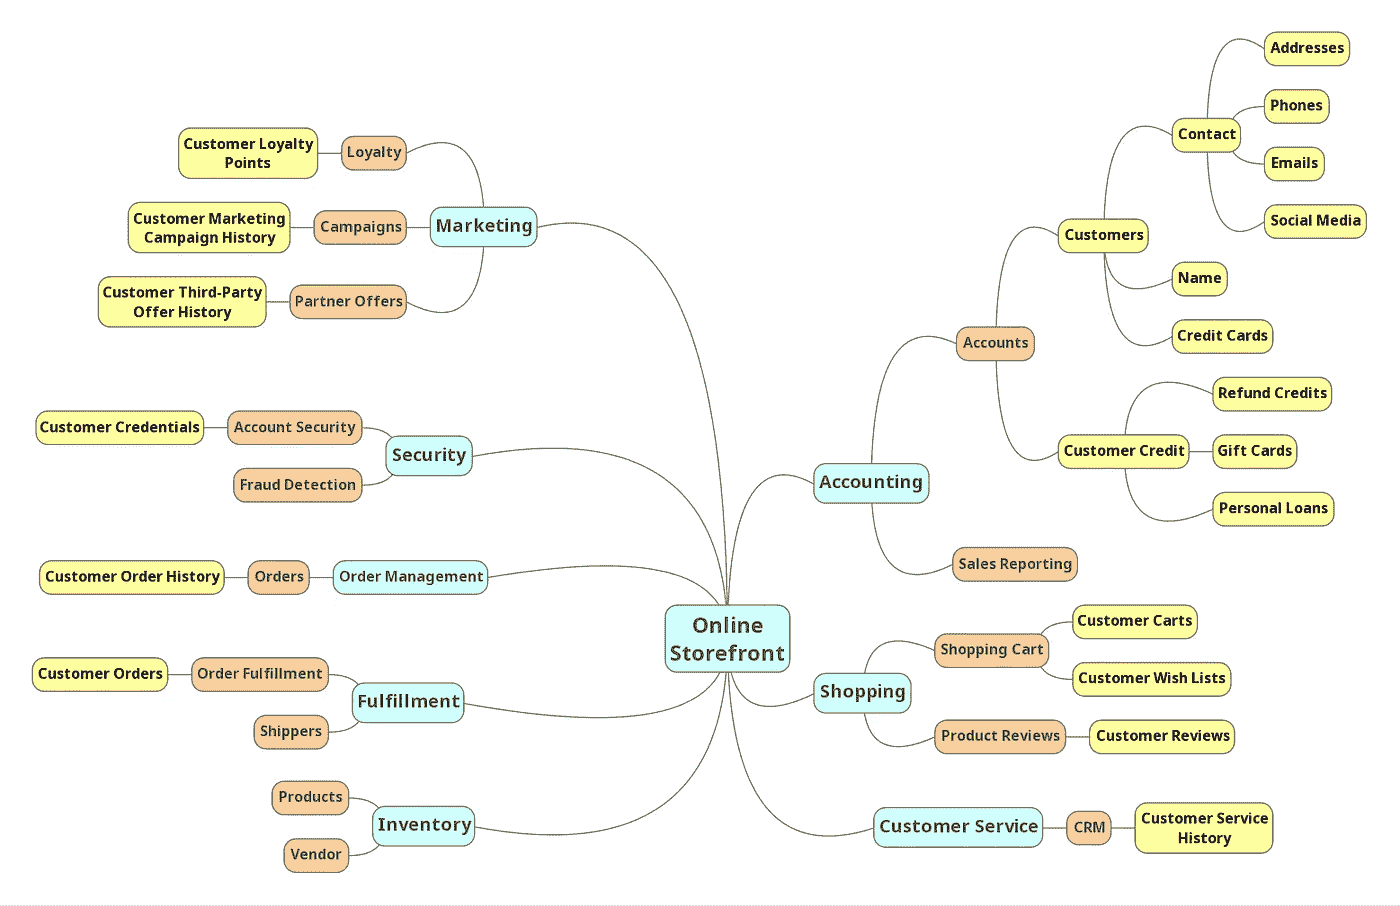 Addresses
Phones
Contact
Emails
Social Media
Customers
Name
Credit Cards
Accounts
Refund Credits
Customer Credit
Gift Cards
Personal Loans
Accounting
Sales Reporting
Customer Loyalty
Points
Loyalty
Customer Marketing
Campaign History
Campaigns
Marketing
Customer Third-Party
Offer History
Partner Offers
Customer Credentials
Account Security
Security
Fraud Detection
Customer Order History
Orders
Order Management
Online
Storefront
Customer Orders
Order Fulfillment
Fulfillment
Shippers
Products
Inventory
Vendor
Customer Carts
Shopping Cart
Customer Wish Lists
Shopping
Product Reviews
Customer Reviews
Customer Service
CRM
Customer Service
History